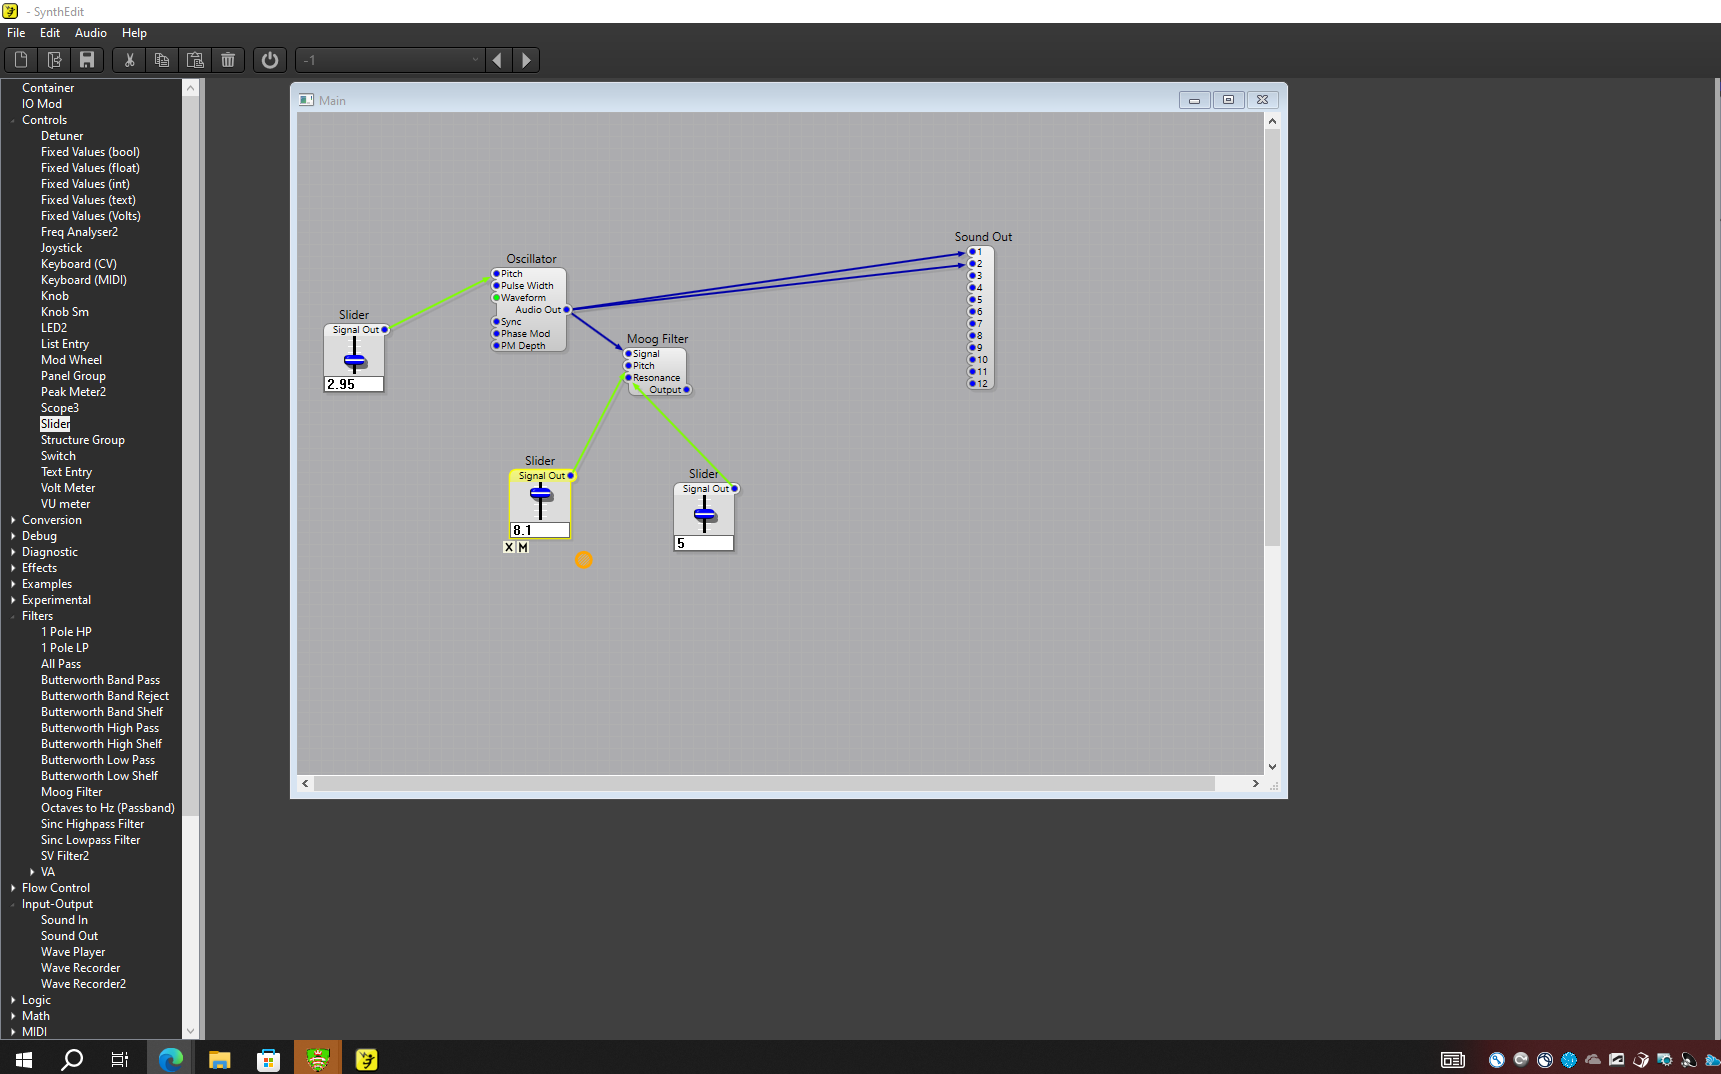 - SynthEdit
File Edit Audio Help
-1
Container
IO Mod
Controls
Detuner
Fixed Values (bool)
Fixed Values (float)
Fixed Values (int)
Fixed Values (text)
Fixed Values (Volts)
Freq Analyser2
Joystick
Keyboard (CV)
Keyboard (MIDI)
Knob
Knob Sm
LED2
List Entry
Mod Wheel
Panel Group
Peak Meter2
Scope3
Slider
Structure Group
Switch
Text Entry
Volt Meter
VU meter
Conversion
Debug
Diagnostic
Effects
Examples
Experimental
Filters
1 Pole HP
1 Pole LP
All Pass
Butterworth Band Pass
Butterworth Band Reject
Butterworth Band Shelf
Butterworth High Pass
Butterworth High Shelf
Butterworth Low Pass
Butterworth Low Shelf
Moog Filter
Octaves to Hz (Passband)
Sinc Highpass Filter
Sinc Lowpass Filter
SV Filter2
VA
Flow Control
Input-Output
Sound In
Sound Out
Wave Player
Wave Recorder
Wave Recorder2
Logic
Math
MIDI
Main
Slider
Signal Out
2.95
Oscillator
Pitch
Pulse Width
Waveform
Audio Out
Sync
Phase Mod
PM Depth
Moog Filter
Signal
Pitch
Resonance
Output
Slider
Signal Out
8.1
X M
Slider
Signal Out
5
Sound Out
1
2
3
4
5
6
7
8
9
10
11
12